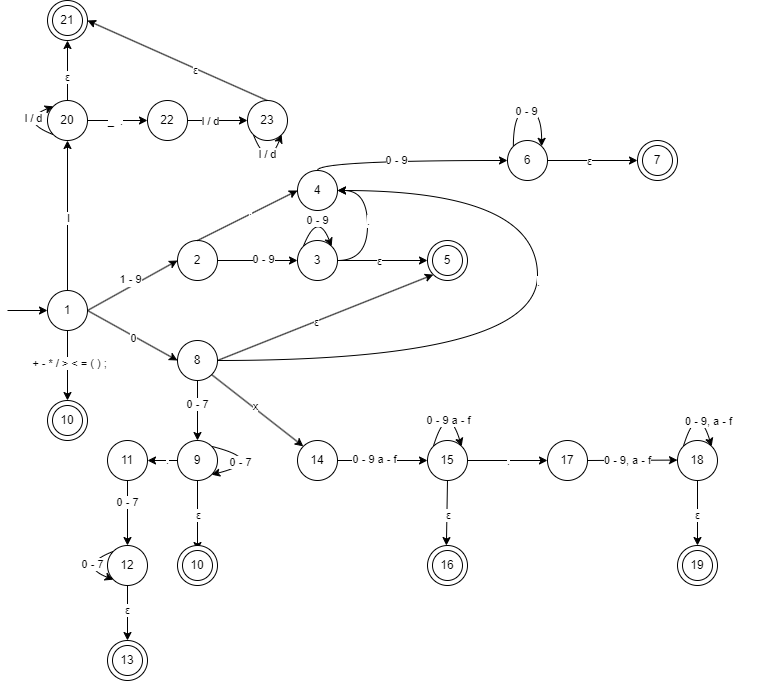 21
ε
ε
l / d
20
_ .
22
l / d
23
l / d
0 - 9
0 - 9
6
ε
7
4
l
.
0 - 9
.
2
0 - 9
3
ε
5
1 - 9
.
1
ε
0
8
+ - * / > < = ( ) ;
10
0 - 7
x
0 - 9 a - f
0 - 9, a - f
11
.
9
0 - 7
14
0 - 9 a - f
15
.
17
0 - 9, a - f
18
0 - 7
ε
ε
ε
0 - 7
12
10
16
19
ε
13